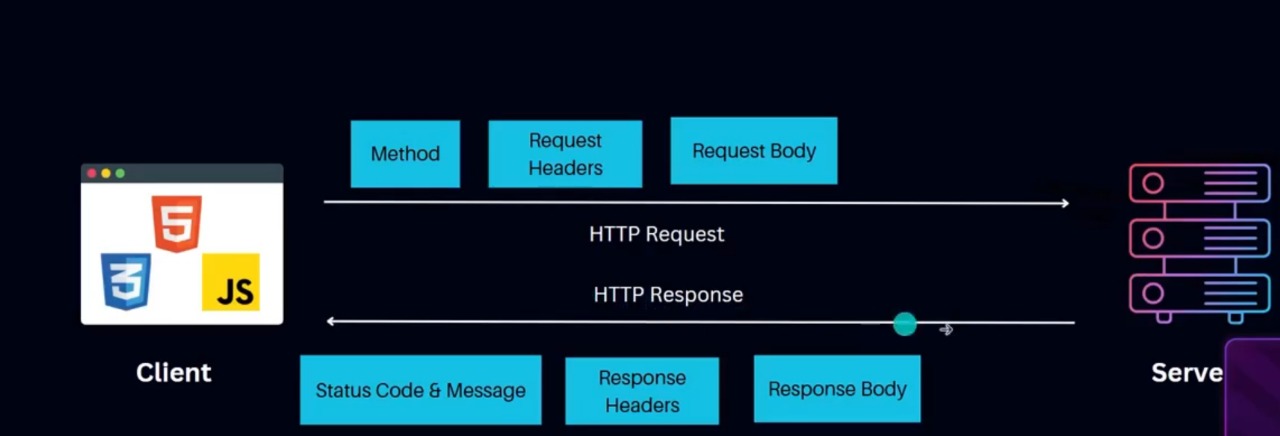 Method
Request
Headers
Request Body
5
3
JS
HTTP Request
HTTP Response
Client
Serve
Status Code & Message
Response
Headers
Response Body